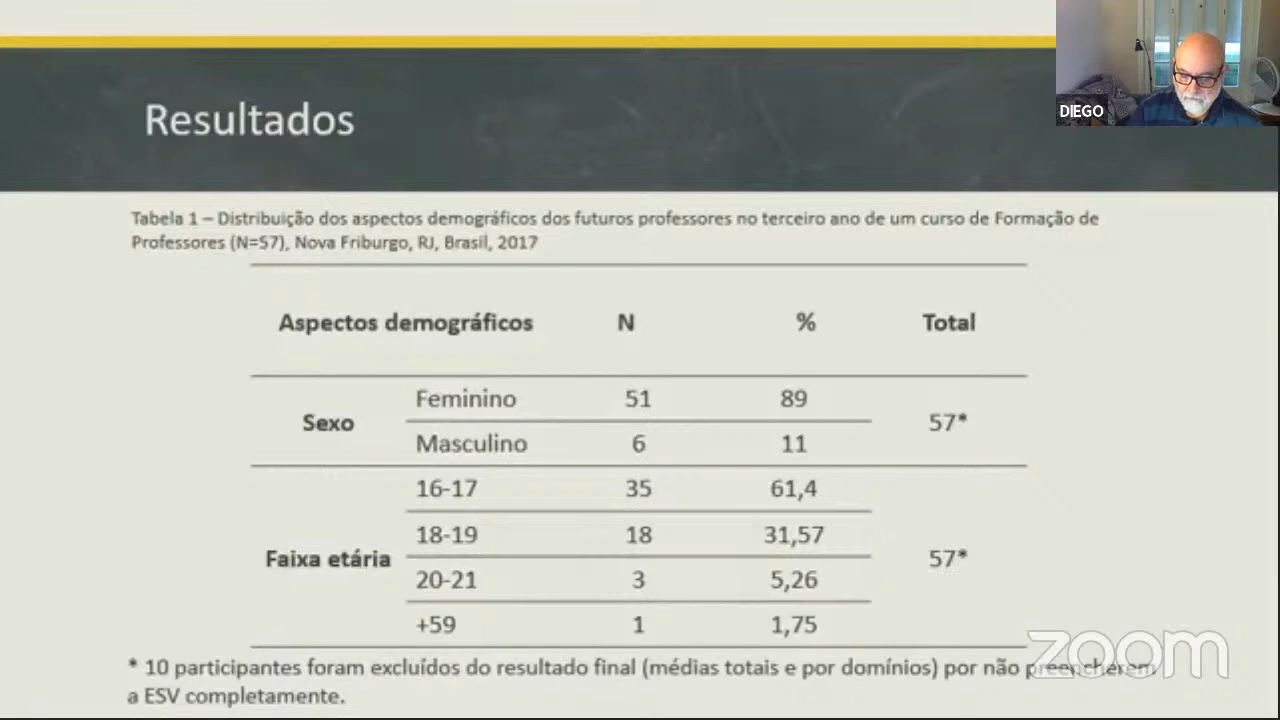 Resultados
DIEGO
Tabela 1 – Distribuição dos aspectos demográficos dos futuros professores no terceiro ano de um curso de Formação de
Professores (N=57), Nova Friburgo, RJ, Brasil, 2017
Aspectos demográficos N % Total
Sexo Feminino 51 89 57*
Masculino 6 11
Faixa etária 16-17 35 61,4 57*
18-19 18 31,57
20-21 3 5,26
+59 1 1,75
* 10 participantes foram excluídos do resultado final (médias totais e por domínios) por não preencherem
a ESV completamente.
zoom